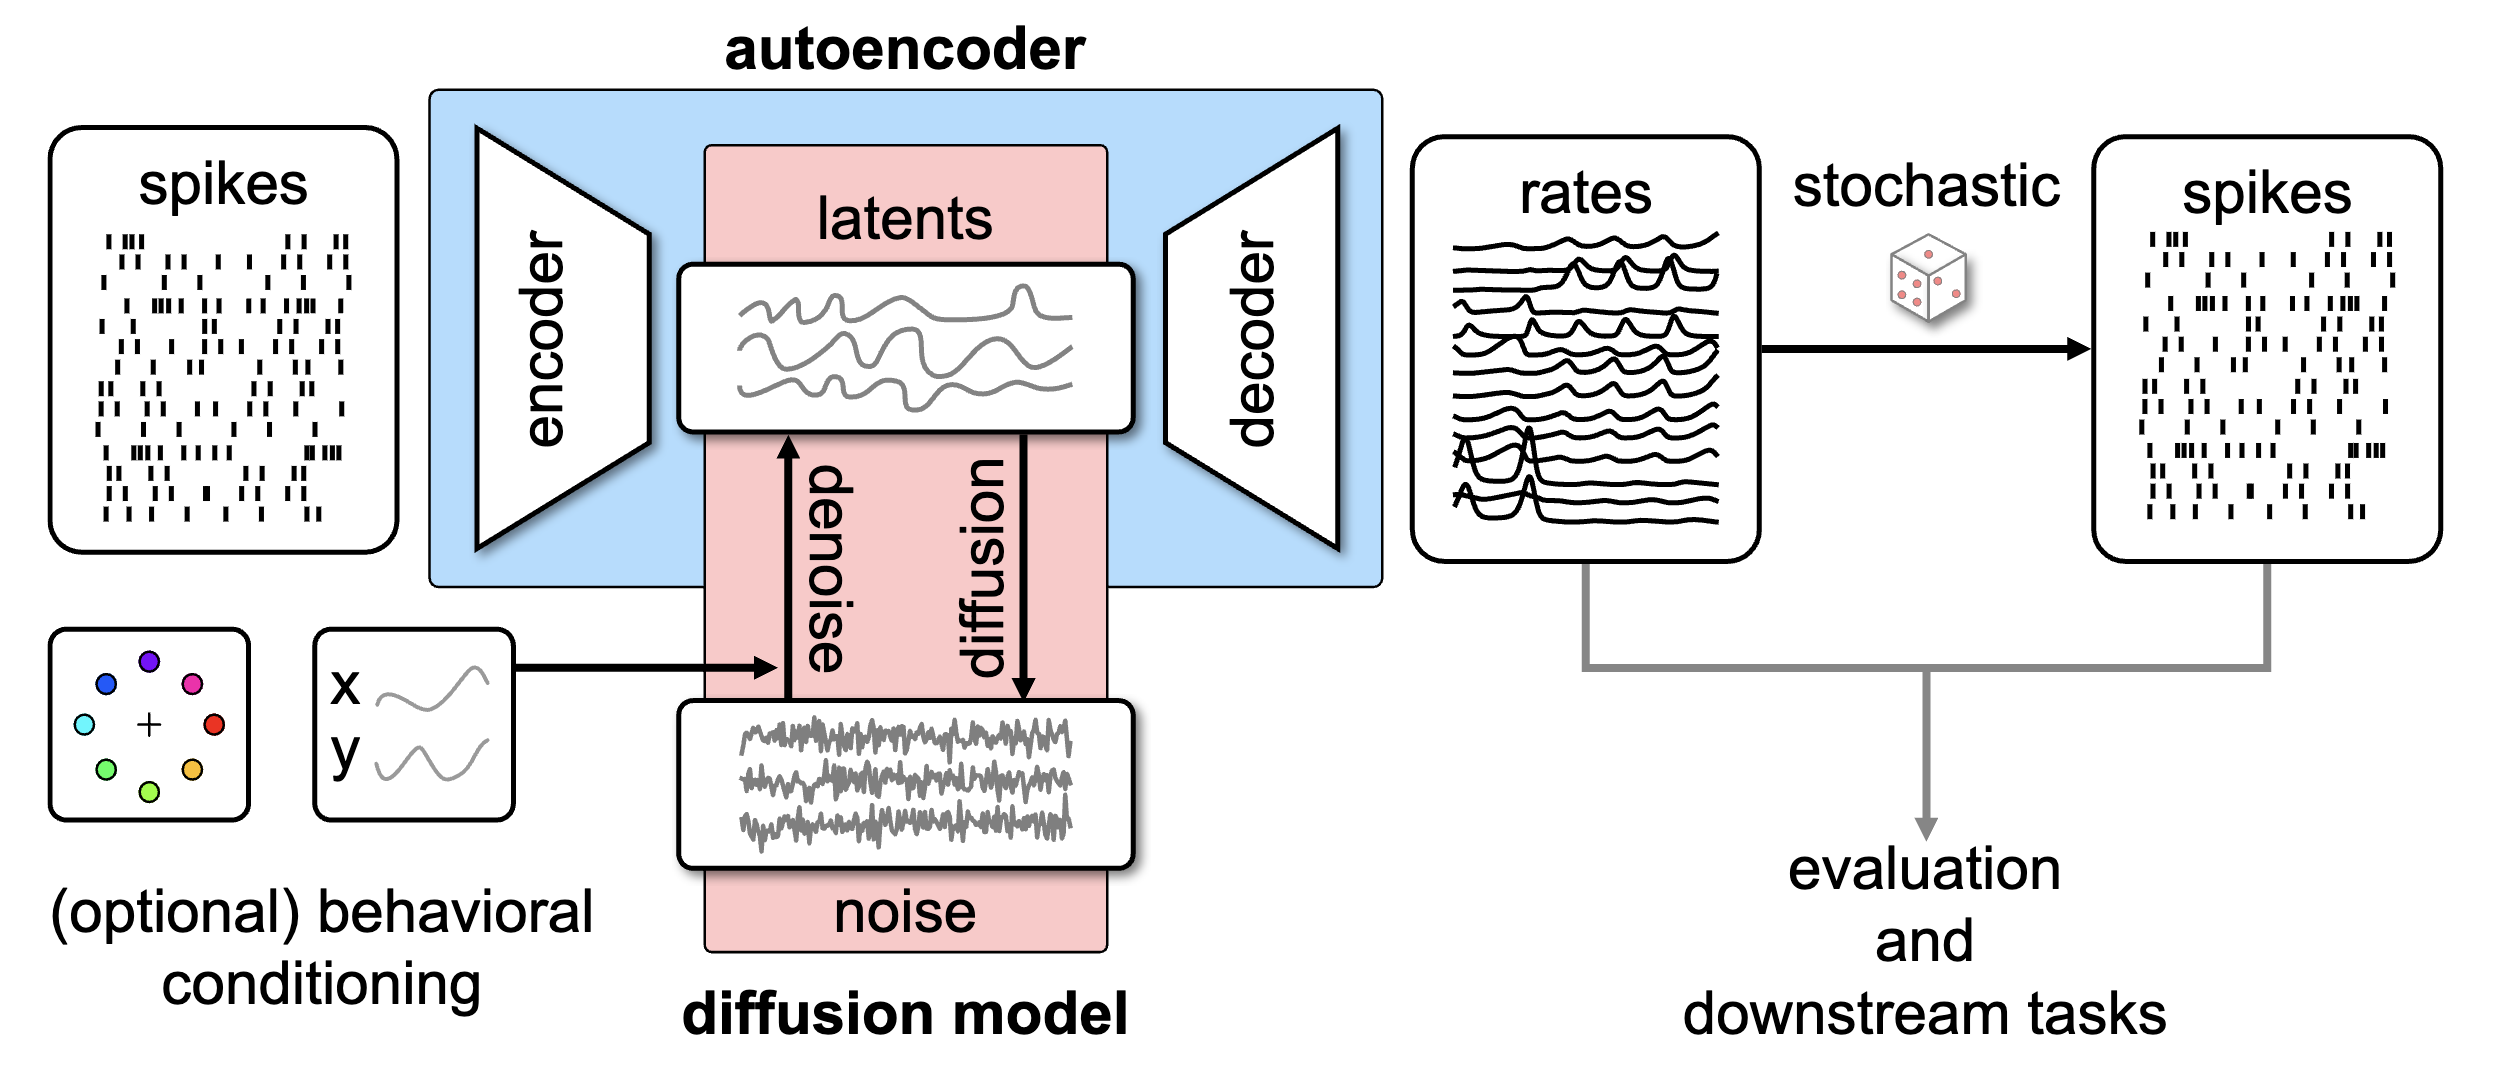 autoencoder
spikes
encoder
latents
decoder
rates
stochastic
spikes
denoise
diffusion
x
y
noise
(optional) behavioral
conditioning
diffusion model
evaluation
and
downstream tasks